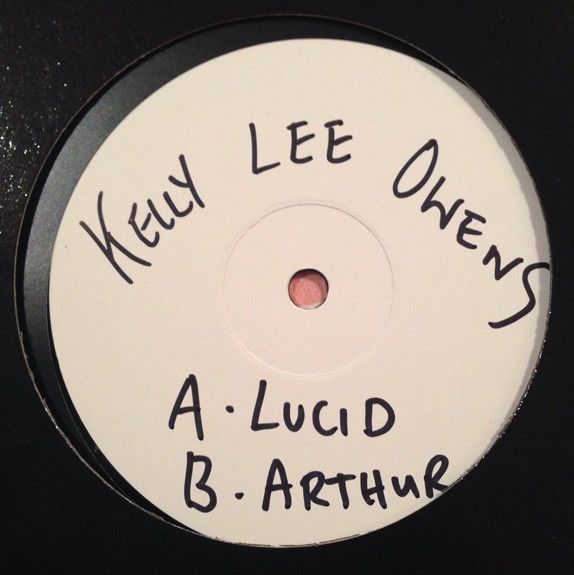 KELLY LEE OWENS
A. LUCID
B. ARTHUR